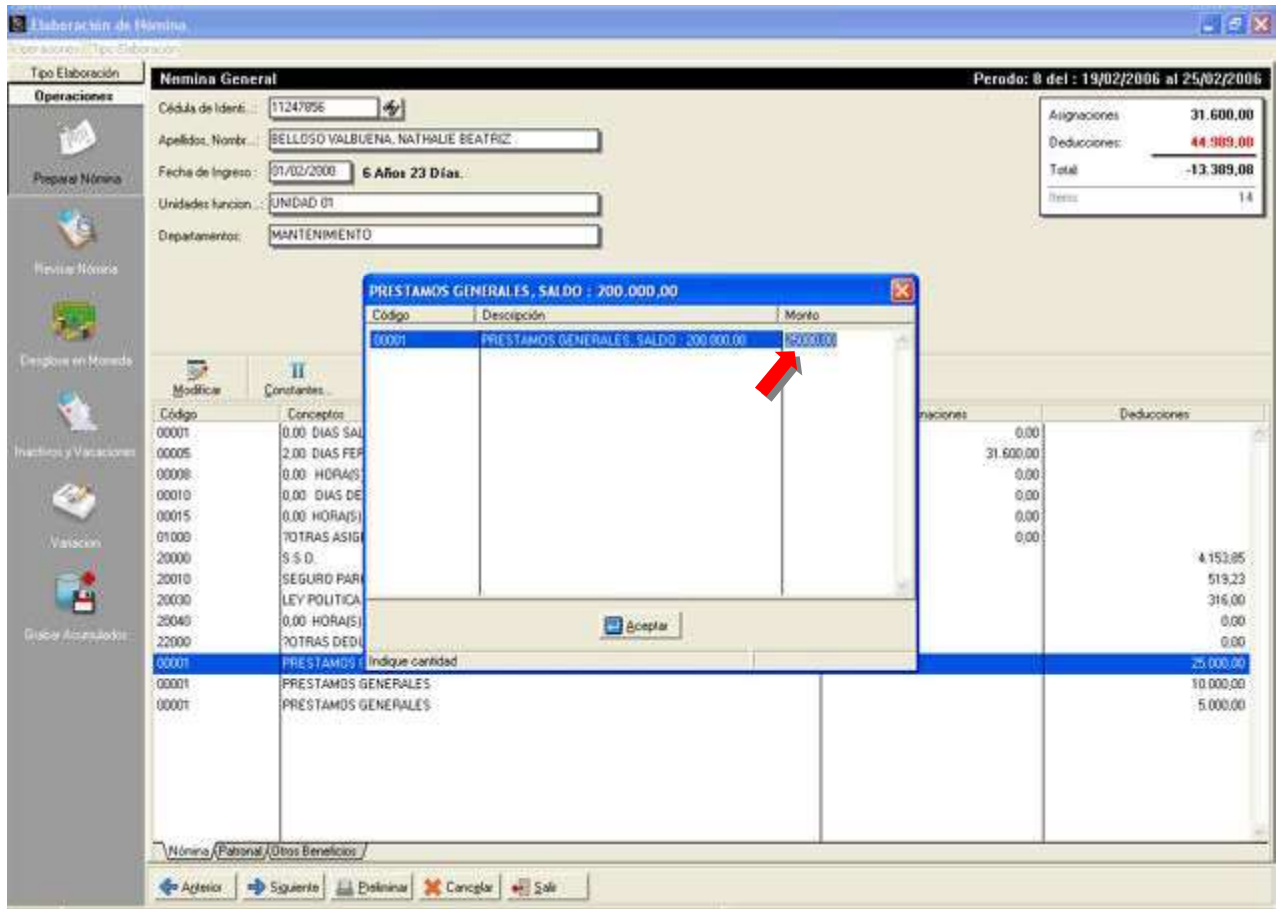 Elaboración de Nómina
Operaciones Tipo Elaboración
Tipo Elaboración
Operaciones
Preparar Nómina
Revisar Nómina
Desglose en Moneda
Inactivos y Vacaciones
Variacion
Grabar Acumulados
Nomina General
Perodo: 8 del : 19/02/2006 al 25/02/2006
Cédula de Identi...: 11247856
Apellidos, Nombr...: BELLOSO VALBUENA, NATHALIE BEATRIZ
Fecha de Ingreso : 01/02/2000 6 Años 23 Días.
Unidades funcion...: UNIDAD 01
Departamentos: MANTENIMIENTO
Asignaciones 31.600,00
Deducciones: 44.989,08
Total -13.389,08
Items: 14
PRESTAMOS GENERALES, SALDO : 200.000,00
Código Descripción Monto
00001 PRESTAMOS GENERALES, SALDO : 200.000,00 25000,00
Aceptar
Indique cantidad
Modificar Constantes...
Código Conceptos naciones Deducciones
00001 0.00 DIAS SAL 0,00
00005 2.00 DIAS FER 31.600,00
00008 0.00 HORA(S) 0,00
00010 0,00 DIAS DE 0,00
00015 0.00 HORA(S) 0,00
01000 ?OTRAS ASIG 0,00
20000 S.S.O. 4.153,85
20010 SEGURO PAR 519,23
20030 LEY POLITICA 316,00
20040 0.00 HORA(S) 0,00
22000 ?OTRAS DEDU 0,00
00001 PRESTAMOS G 25.000,00
00001 PRESTAMOS GENERALES 10.000,00
00001 PRESTAMOS GENERALES 5.000,00
Nómina Patronal Otros Beneficios
Anterior Siguiente Preliminar Cancelar Salir